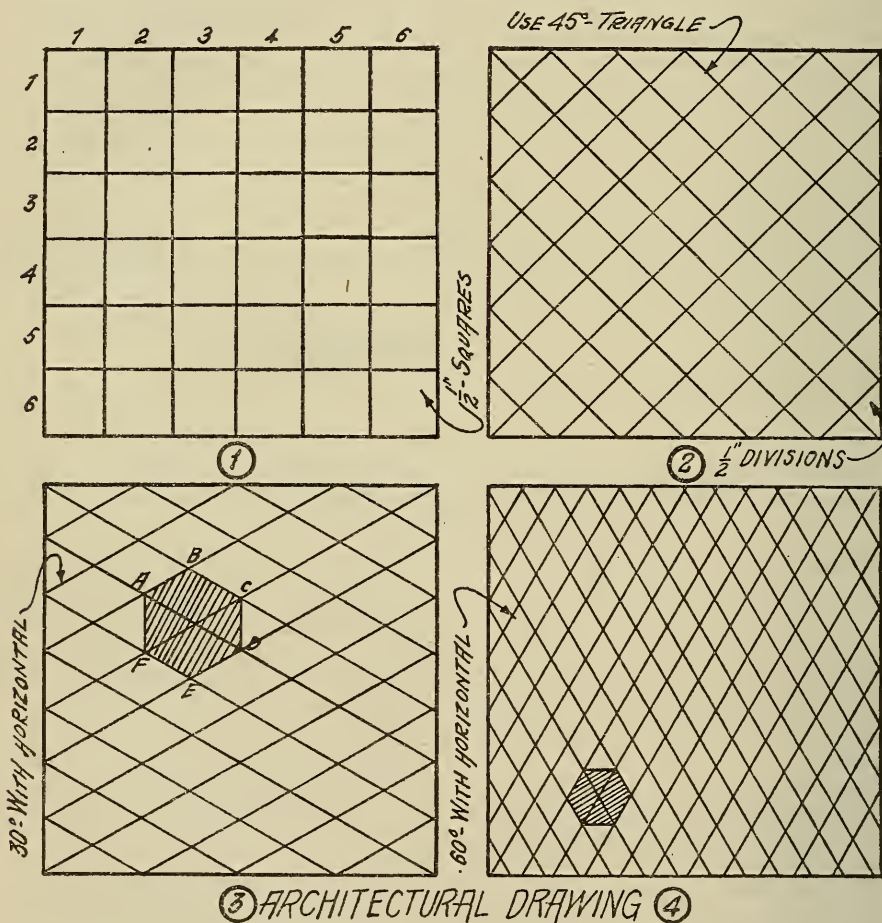 USE 45°-TRIANGLE
1 2 3 4 5 6
1
2
3
4
5
6
1/2"-SQUARES
1
2
1/2" DIVISIONS
30° WITH HORIZONTAL
A
B
C
D
E
F
60° WITH HORIZONTAL
3 ARCHITECTURAL DRAWING 4